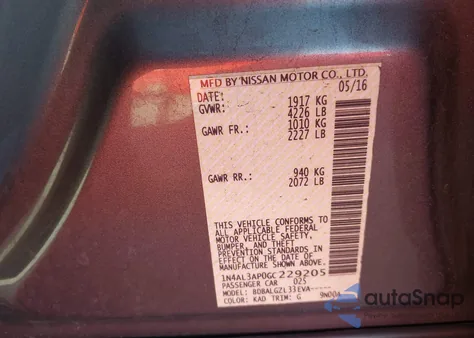 MFD BY NISSAN MOTOR CO., LTD.
DATE: 05/16
GVWR: 1917 KG
4226 LB
GAWR FR.: 1010 KG
2227 LB
GAWR RR.: 940 KG
2072 LB
THIS VEHICLE CONFORMS TO
ALL APPLICABLE FEDERAL
MOTOR VEHICLE SAFETY,
BUMPER, AND THEFT
PREVENTION STANDARDS IN
EFFECT ON THE DATE OF
MANUFACTURE SHOWN ABOVE.
1N4AL3AP0GC229205
PASSENGER CAR 025
MODEL:
COLOR: KAD TRIM: G
autoSnap